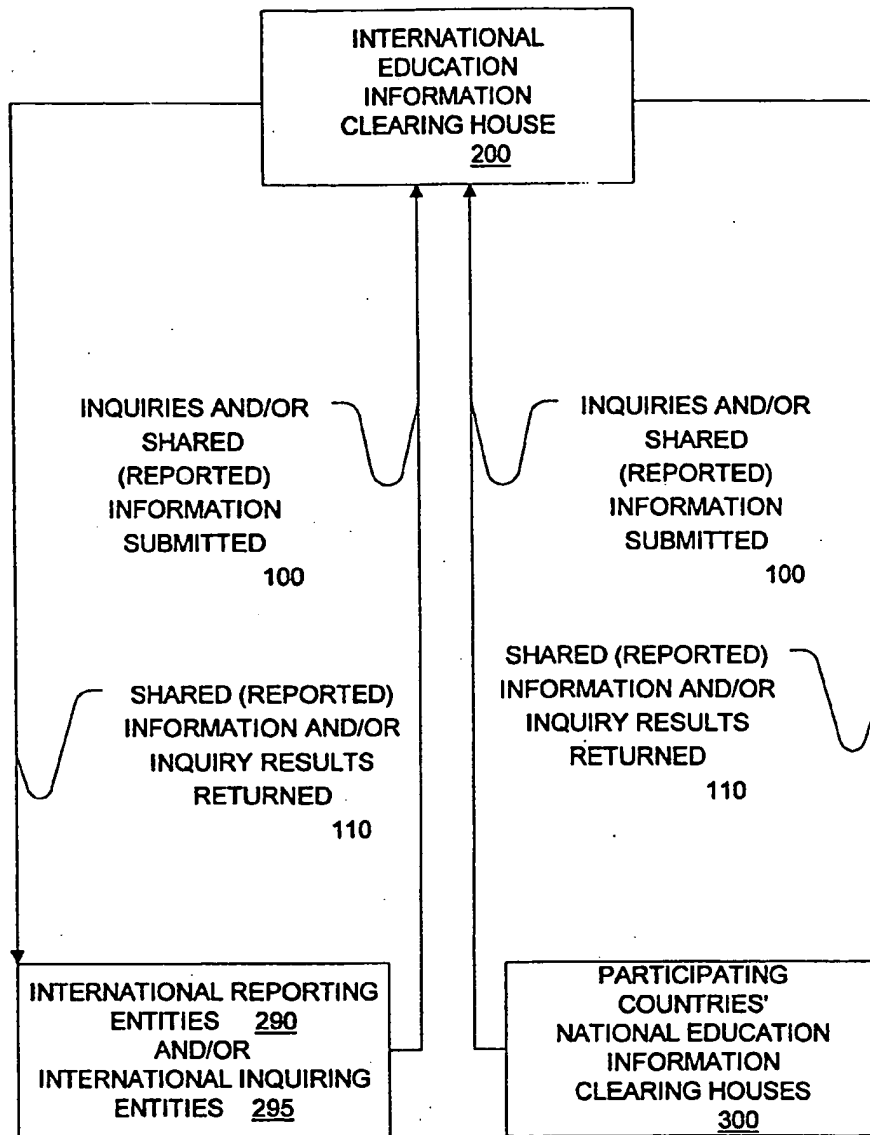 INTERNATIONAL
EDUCATION
INFORMATION
CLEARING HOUSE
200
INQUIRIES AND/OR
SHARED
(REPORTED)
INFORMATION
SUBMITTED
100
INQUIRIES AND/OR
SHARED
(REPORTED)
INFORMATION
SUBMITTED
100
SHARED (REPORTED)
INFORMATION AND/OR
INQUIRY RESULTS
RETURNED
110
SHARED (REPORTED)
INFORMATION AND/OR
INQUIRY RESULTS
RETURNED
110
INTERNATIONAL REPORTING
ENTITIES 290
AND/OR
INTERNATIONAL INQUIRING
ENTITIES 295
PARTICIPATING
COUNTRIES'
NATIONAL EDUCATION
INFORMATION
CLEARING HOUSES
300